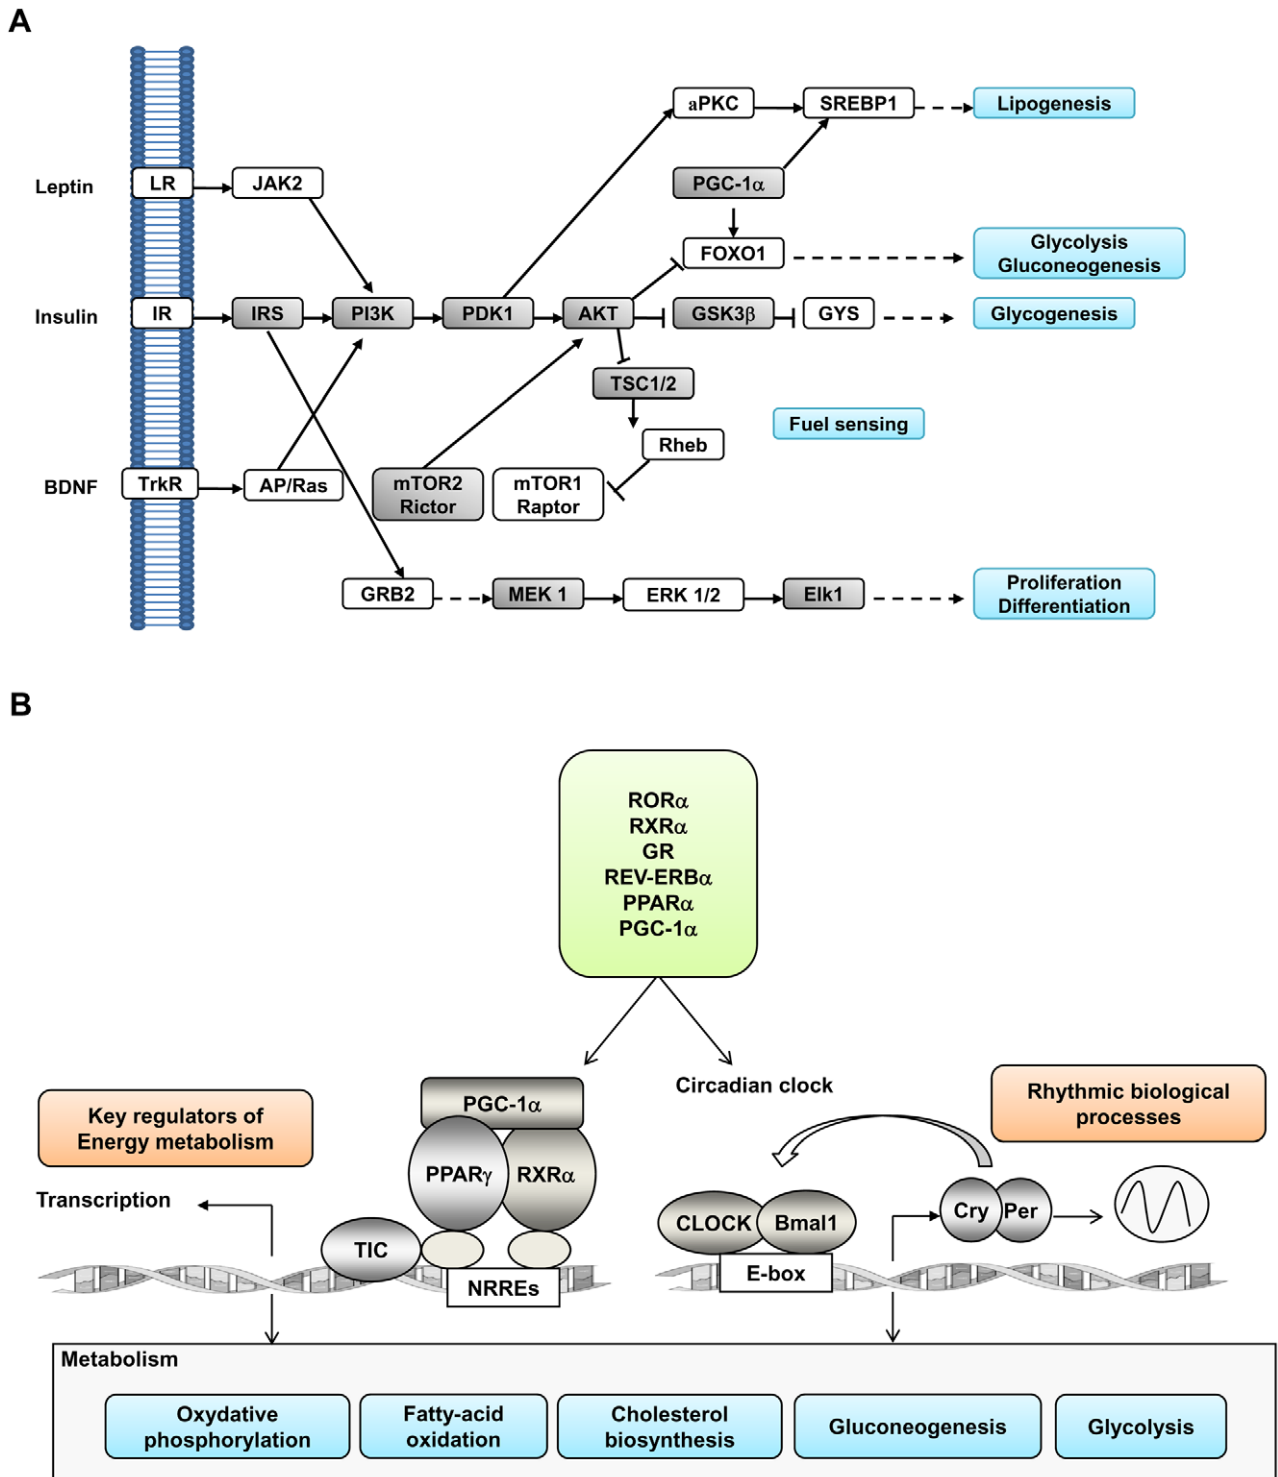 A
aPKC
SREBP1
Lipogenesis
PGC-1α
Leptin
LR
JAK2
FOXO1
Glycolysis
Gluconeogenesis
Insulin
IR
IRS
PI3K
PDK1
AKT
GSK3β
GYS
Glycogenesis
TSC1/2
Fuel sensing
Rheb
BDNF
TrkR
AP/Ras
mTOR2
Rictor
mTOR1
Raptor
GRB2
MEK 1
ERK 1/2
Elk1
Proliferation
Differentiation
B
RORα
RXRα
GR
REV-ERBα
PPARα
PGC-1α
Key regulators of
Energy metabolism
PGC-1α
Circadian clock
Rhythmic biological
processes
Transcription
PPARγ
RXRα
TIC
NRREs
CLOCK
Bmal1
E-box
Cry
Per
Metabolism
Oxydative
phosphorylation
Fatty-acid
oxidation
Cholesterol
biosynthesis
Gluconeogenesis
Glycolysis